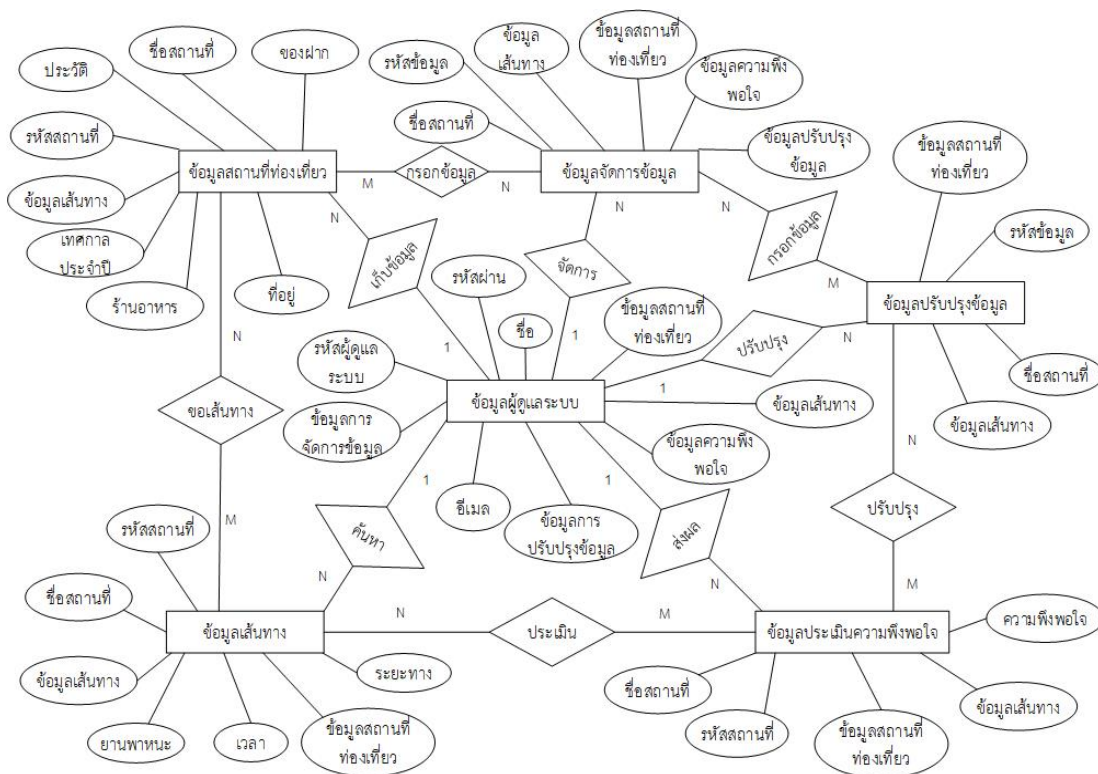 ชื่อสถานที่
ของฝาก
ประวัติ
รหัสสถานที่
ข้อมูลเส้นทาง
เทศกาล
ประจำปี
ร้านอาหาร
ที่อยู่
ข้อมูลสถานที่ท่องเที่ยว
M
กรอกข้อมูล
N
รหัสข้อมูล
ข้อมูล
เส้นทาง
ข้อมูลสถานที่
ท่องเที่ยว
ข้อมูลความพึง
พอใจ
ชื่อสถานที่
ข้อมูลปรับปรุง
ข้อมูล
ข้อมูลจัดการข้อมูล
N
เก็บข้อมูล
1
N
จัดการ
1
N
กรอกข้อมูล
M
ข้อมูลสถานที่
ท่องเที่ยว
รหัสข้อมูล
ข้อมูลปรับปรุงข้อมูล
ชื่อสถานที่
ข้อมูลเส้นทาง
รหัสผ่าน
ชื่อ
ข้อมูลสถานที่
ท่องเที่ยว
ปรับปรุง
N
1
รหัสผู้ดูแล
ระบบ
ข้อมูลผู้ดูแลระบบ
ข้อมูลเส้นทาง
ข้อมูลการ
จัดการข้อมูล
ข้อมูลความพึง
พอใจ
อีเมล
ข้อมูลการ
ปรับปรุงข้อมูล
N
ขอเส้นทาง
M
1
ค้นหา
N
1
ส่งผล
N
N
ปรับปรุง
M
รหัสสถานที่
ชื่อสถานที่
ข้อมูลเส้นทาง
N
ประเมิน
M
ข้อมูลประเมินความพึงพอใจ
ความพึงพอใจ
ข้อมูลเส้นทาง
ยานพาหนะ
เวลา
ข้อมูลสถานที่
ท่องเที่ยว
ระยะทาง
ชื่อสถานที่
รหัสสถานที่
ข้อมูลสถานที่
ท่องเที่ยว
ข้อมูลเส้นทาง